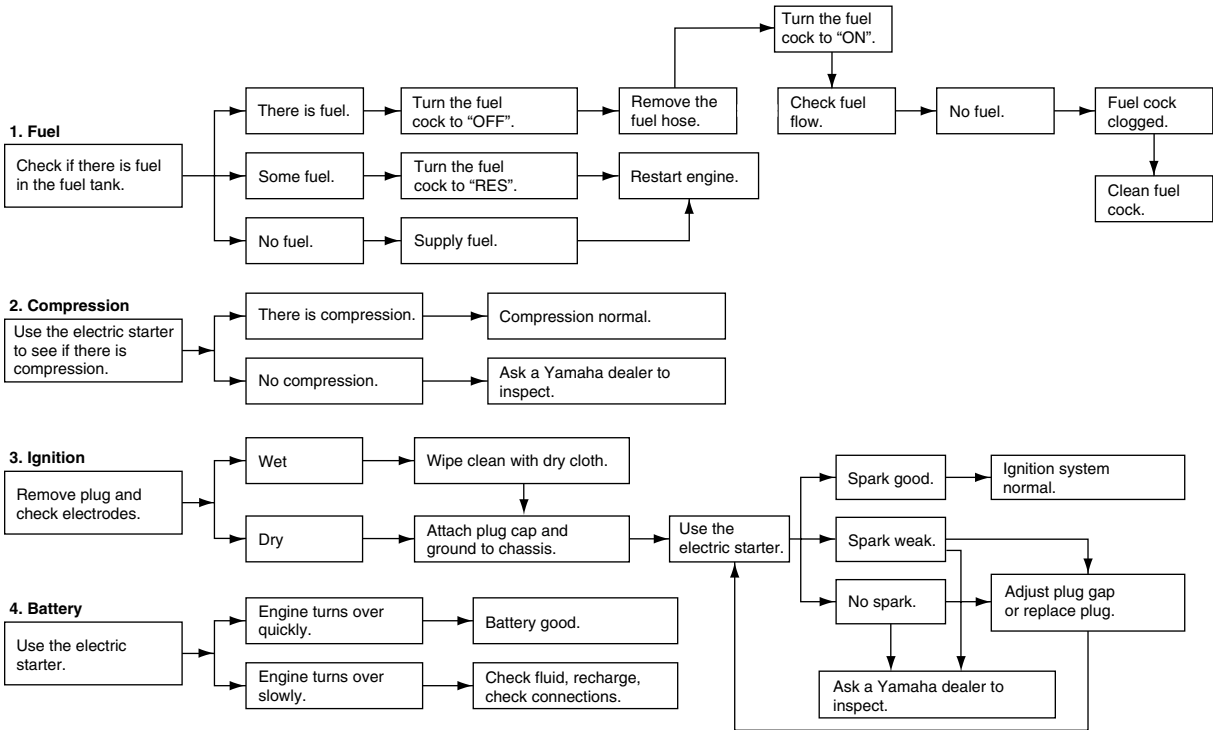 Turn the fuel
cock to “ON”.
1. Fuel
Check if there is fuel
in the fuel tank.
There is fuel.
Turn the fuel
cock to “OFF”.
Remove the
fuel hose.
Check fuel
flow.
No fuel.
Fuel cock
clogged.
Clean fuel
cock.
Some fuel.
Turn the fuel
cock to “RES”.
Restart engine.
No fuel.
Supply fuel.
2. Compression
Use the electric starter
to see if there is
compression.
There is compression.
Compression normal.
No compression.
Ask a Yamaha dealer to
inspect.
3. Ignition
Remove plug and
check electrodes.
Wet
Wipe clean with dry cloth.
Dry
Attach plug cap and
ground to chassis.
Use the
electric starter.
Spark good.
Ignition system
normal.
Spark weak.
No spark.
Adjust plug gap
or replace plug.
Ask a Yamaha dealer to
inspect.
4. Battery
Use the electric
starter.
Engine turns over
quickly.
Battery good.
Engine turns over
slowly.
Check fluid, recharge,
check connections.